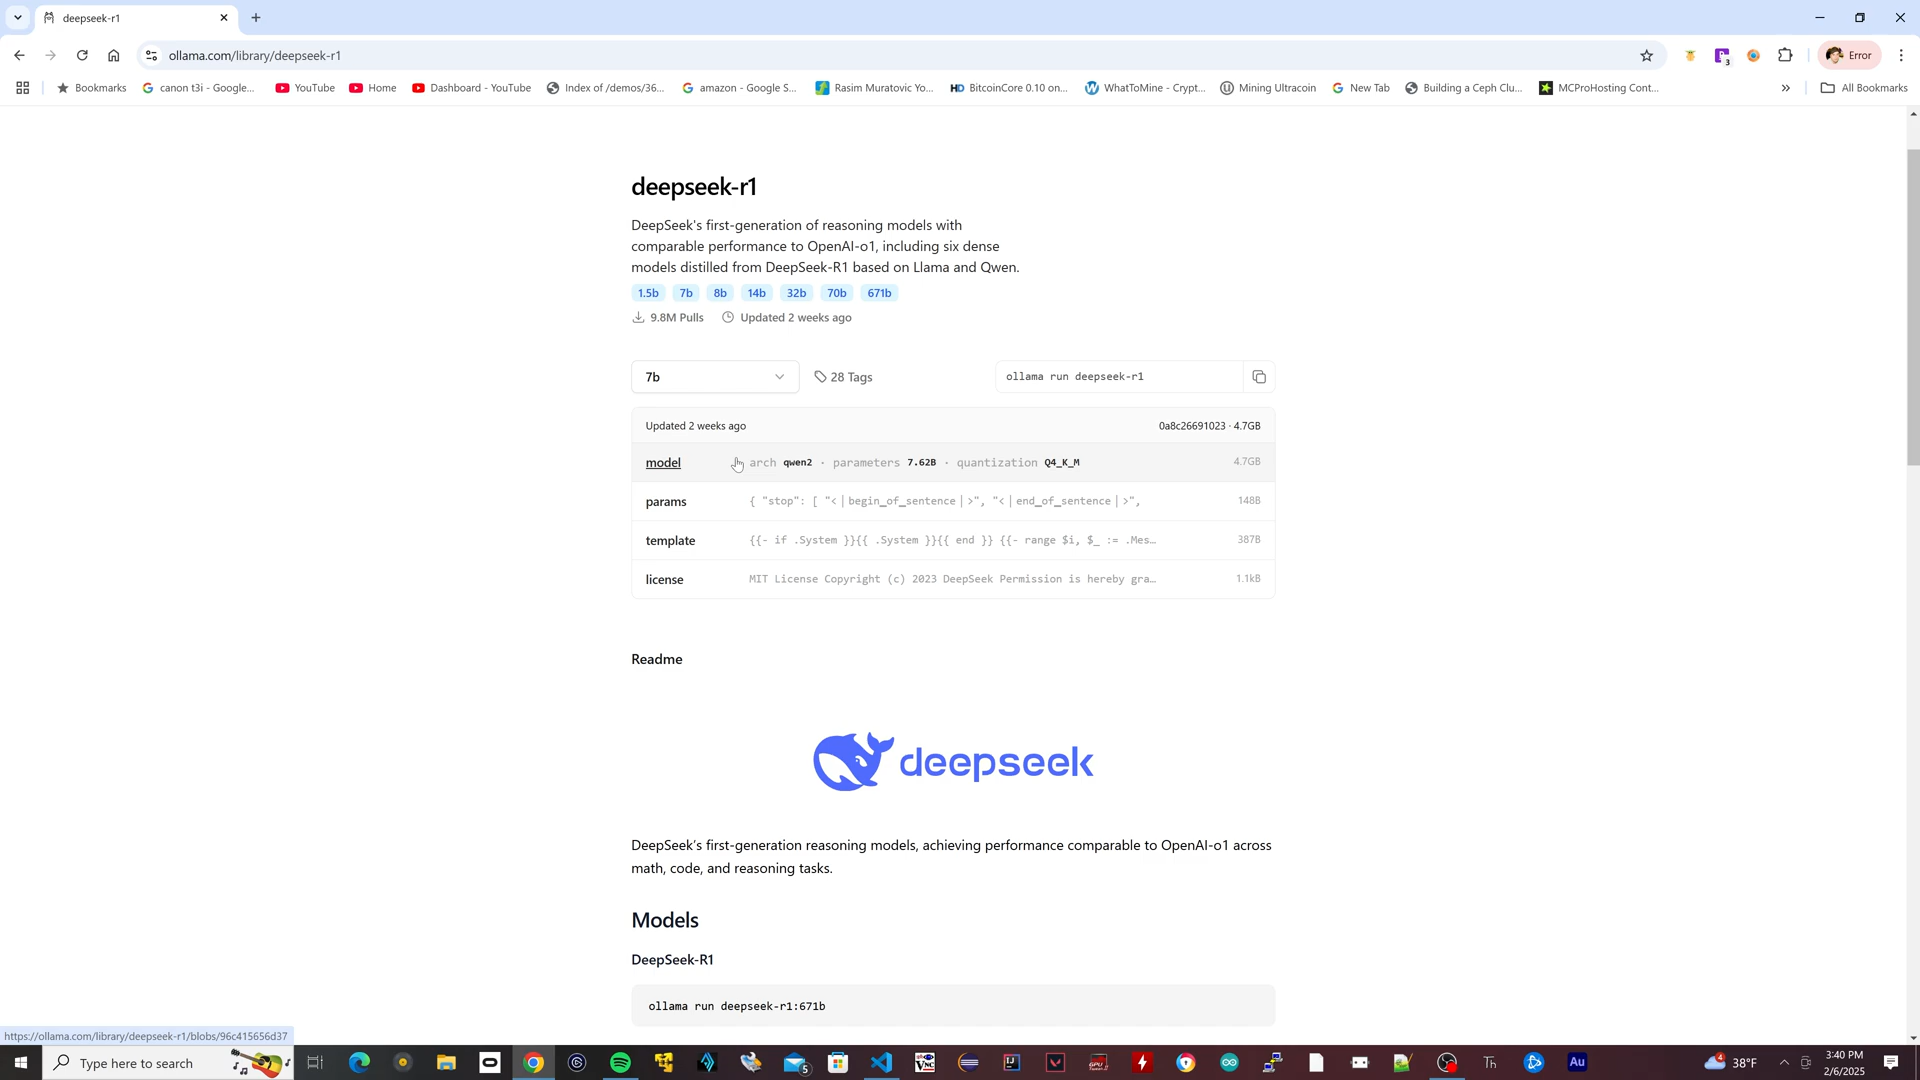 deepseek-r1
ollama.com/library/deepseek-r1
Error
Bookmarks
canon t3i - Google...
YouTube
Home
Dashboard - YouTube
Index of /demos/36...
amazon - Google S...
Rasim Muratovic Yo...
BitcoinCore 0.10 on...
WhatToMine - Crypt...
Mining Ultracoin
New Tab
Building a Ceph Clu...
MCProHosting Cont...
All Bookmarks
deepseek-r1
DeepSeek's first-generation of reasoning models with
comparable performance to OpenAI-o1, including six dense
models distilled from DeepSeek-R1 based on Llama and Qwen.
1.5b 7b 8b 14b 32b 70b 671b
9.8M Pulls Updated 2 weeks ago
7b 28 Tags ollama run deepseek-r1
Updated 2 weeks ago 0a8c26691023 · 4.7GB
model arch qwen2 · parameters 7.62B · quantization Q4_K_M 4.7GB
params { "stop": [ "<|begin_of_sentence|>", "<|end_of_sentence|>", 148B
template {{- if .System }}{{ .System }}{{ end }} {{- range $i, $_ := .Mes… 387B
license MIT License Copyright (c) 2023 DeepSeek Permission is hereby gra… 1.1kB
Readme
deepseek
DeepSeek’s first-generation reasoning models, achieving performance comparable to OpenAI-o1 across
math, code, and reasoning tasks.
Models
DeepSeek-R1
ollama run deepseek-r1:671b
https://ollama.com/library/deepseek-r1/blobs/96c415656d37
Type here to search
5
Th
Au
4
38°F
3:40 PM
2/6/2025